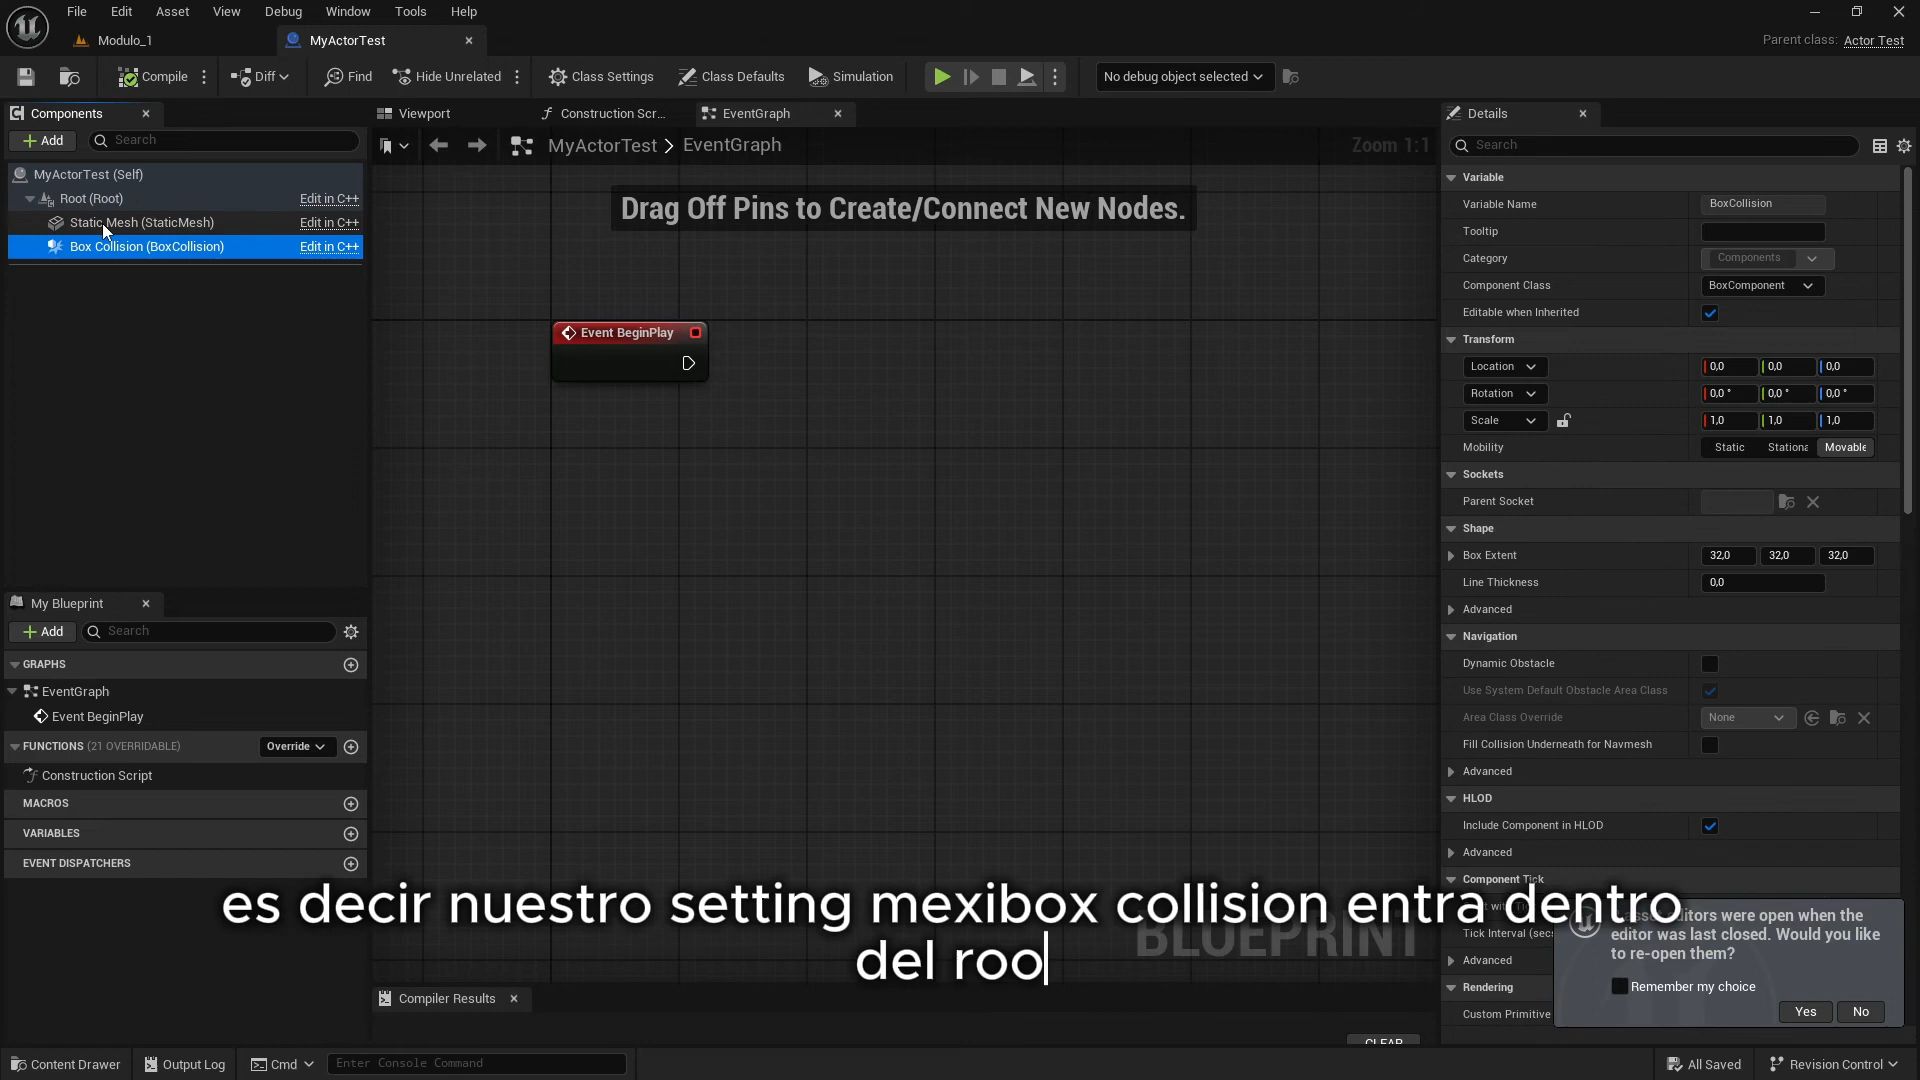 File Edit Asset View Debug Window Tools Help
Modulo_1
MyActorTest
Parent class: Actor Test
Compile
Diff
Find
Hide Unrelated
Class Settings
Class Defaults
Simulation
No debug object selected
Components
Add
Search
MyActorTest (Self)
Root (Root) Edit in C++
Static Mesh (StaticMesh) Edit in C++
Box Collision (BoxCollision) Edit in C++
My Blueprint
Add
Search
GRAPHS
EventGraph
Event BeginPlay
FUNCTIONS (21 OVERRIDABLE) Override
Construction Script
MACROS
VARIABLES
EVENT DISPATCHERS
Viewport
Construction Scr...
EventGraph
MyActorTest > EventGraph
Zoom 1:1
Drag Off Pins to Create/Connect New Nodes.
Event BeginPlay
BLUEPRINT
Compiler Results
CLEAR
Details
Search
Variable
Variable Name BoxCollision
Tooltip
Category Components
Component Class BoxComponent
Editable when Inherited
Transform
Location 0,0 0,0 0,0
Rotation 0,0 ° 0,0 ° 0,0 °
Scale 1,0 1,0 1,0
Mobility Static Stationa Movable
Sockets
Parent Socket
Shape
Box Extent 32,0 32,0 32,0
Line Thickness 0,0
Advanced
Navigation
Dynamic Obstacle
Use System Default Obstacle Area Class
Area Class Override None
Fill Collision Underneath for Navmesh
Advanced
HLOD
Include Component in HLOD
Advanced
Component Tick
Tick Interval (secs
Advanced
Rendering
Custom Primitive
es decir nuestro setting mexibox collision entra dentro
del roo
editors were open when the
editor was last closed. Would you like
to re-open them?
Remember my choice
Yes No
Content Drawer
Output Log
Cmd
Enter Console Command
All Saved
Revision Control